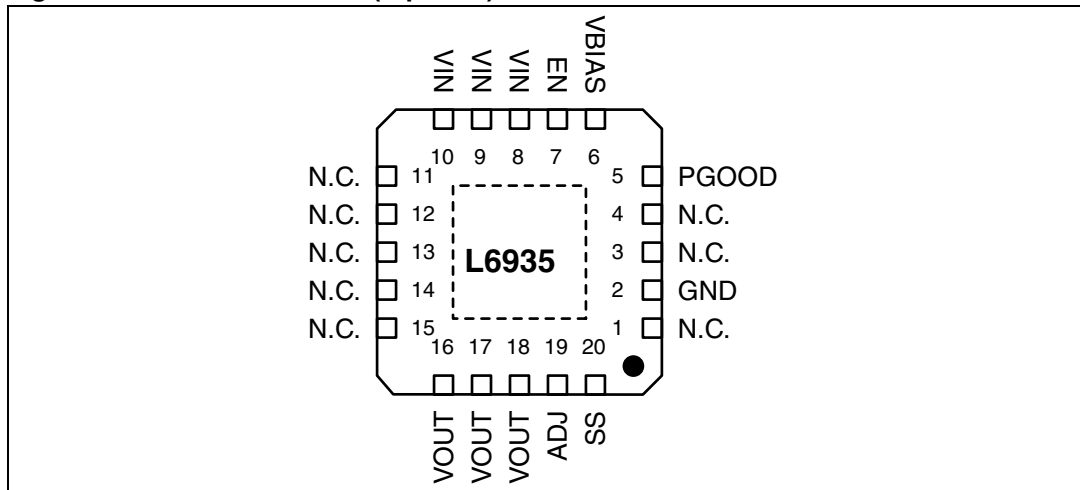 VIN VIN VIN EN VBIAS
10 9 8 7 6
N.C. 11 5 PGOOD
N.C. 12 4 N.C.
N.C. 13 3 N.C.
L6935
N.C. 14 2 GND
N.C. 15 1 N.C.
16 17 18 19 20
VOUT VOUT VOUT ADJ SS